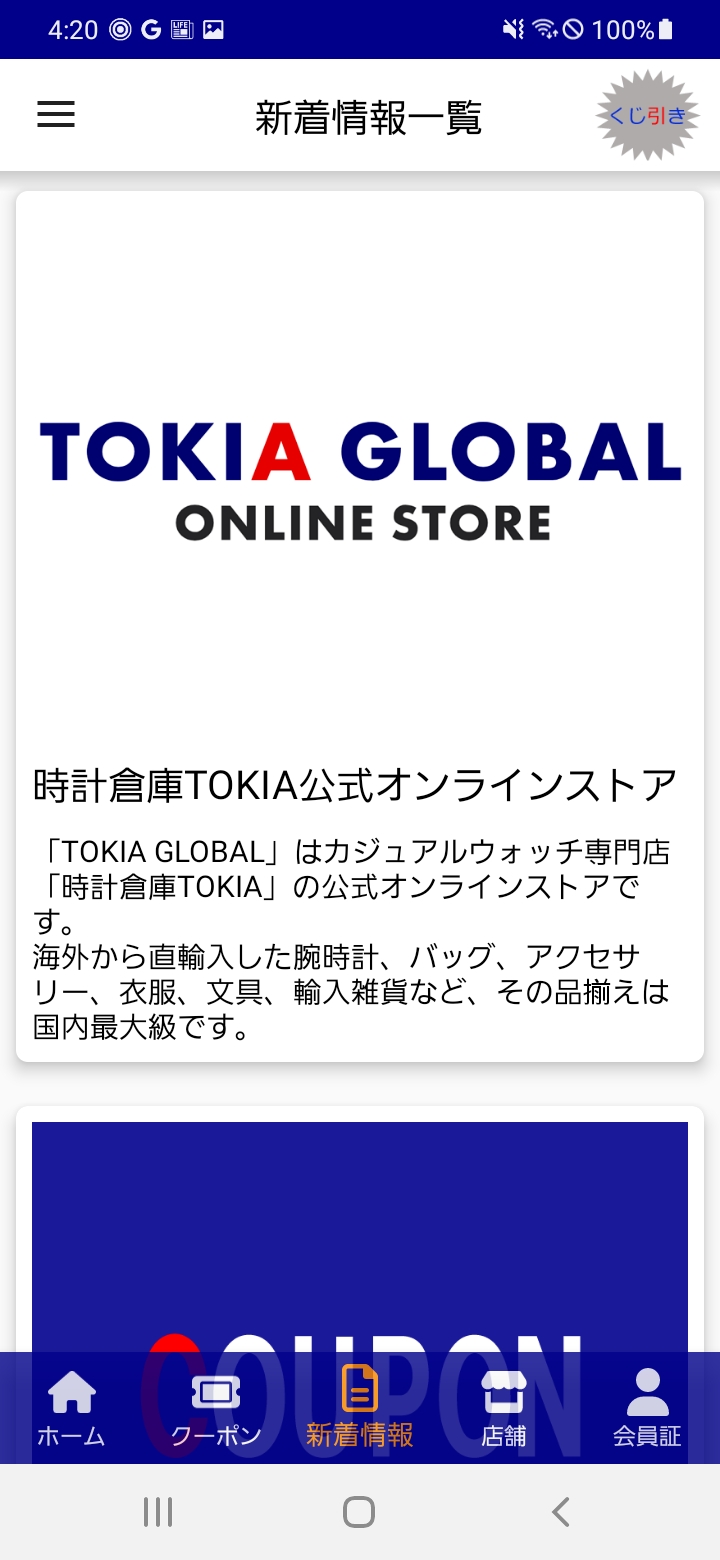 4:20
100%
新着情報一覧
くじ引き
TOKIA GLOBAL
ONLINE STORE
時計倉庫TOKIA公式オンラインストア
「TOKIA GLOBAL」はカジュアルウォッチ専門店
「時計倉庫TOKIA」の公式オンラインストアで
す。
海外から直輸入した腕時計、バッグ、アクセサ
リー、衣服、文具、輸入雑貨など、その品揃えは
国内最大級です。
COUPON
ホーム
クーポン
新着情報
店舗
会員証